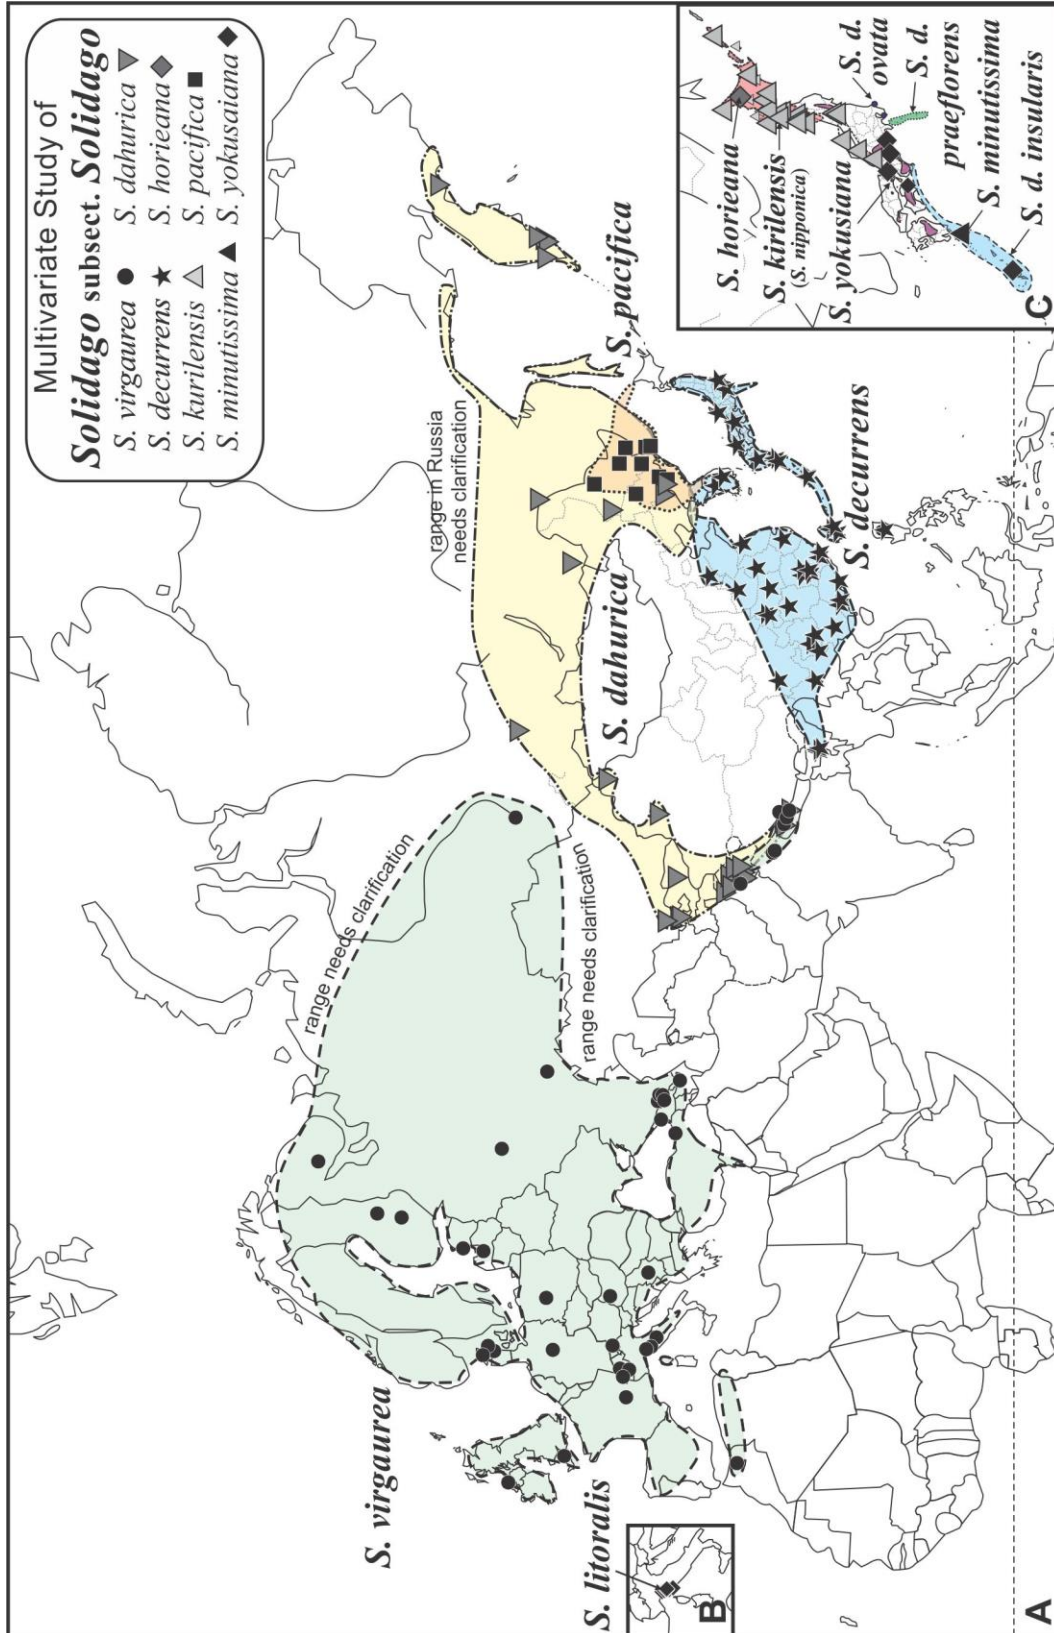 Multivariate Study of
Solidago subsect. Solidago
S. virgaurea S. dahurica
S. decurrens S. horieana
S. kurilensis S. pacifica
S. minutissima S. yokusaiana
range needs clarification
range in Russia
needs clarification
range needs clarification
S. virgaurea
S. litoralis
S. dahurica
S. pacifica
S. decurrens
S. horieana
S. kirilensis
(S. nipponica)
S. yokusiana
S. d.
ovata
S. d.
praeflorens
S. minutissima
S. d. insularis
A
B
C